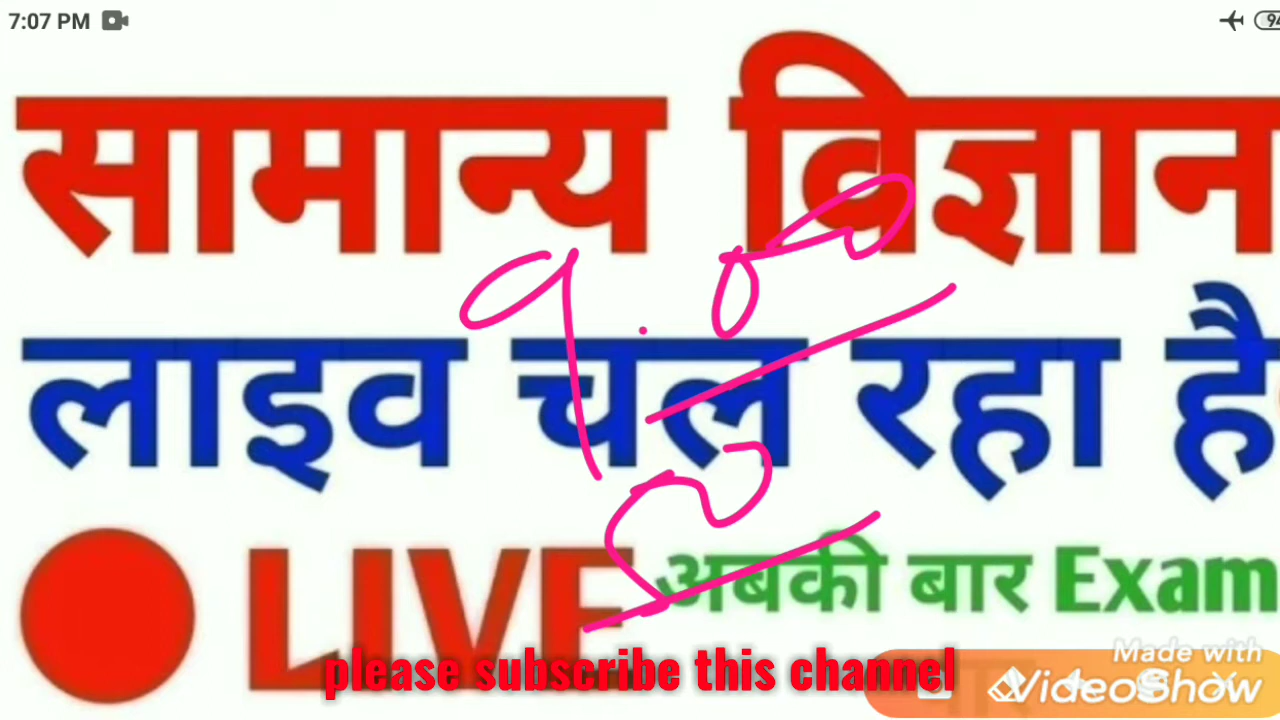 7:07 PM
सामान्य विज्ञान
लाइव चल रहा है
LIVE अबकी बार Exam
please subscribe this channel
Made with
VideoShow